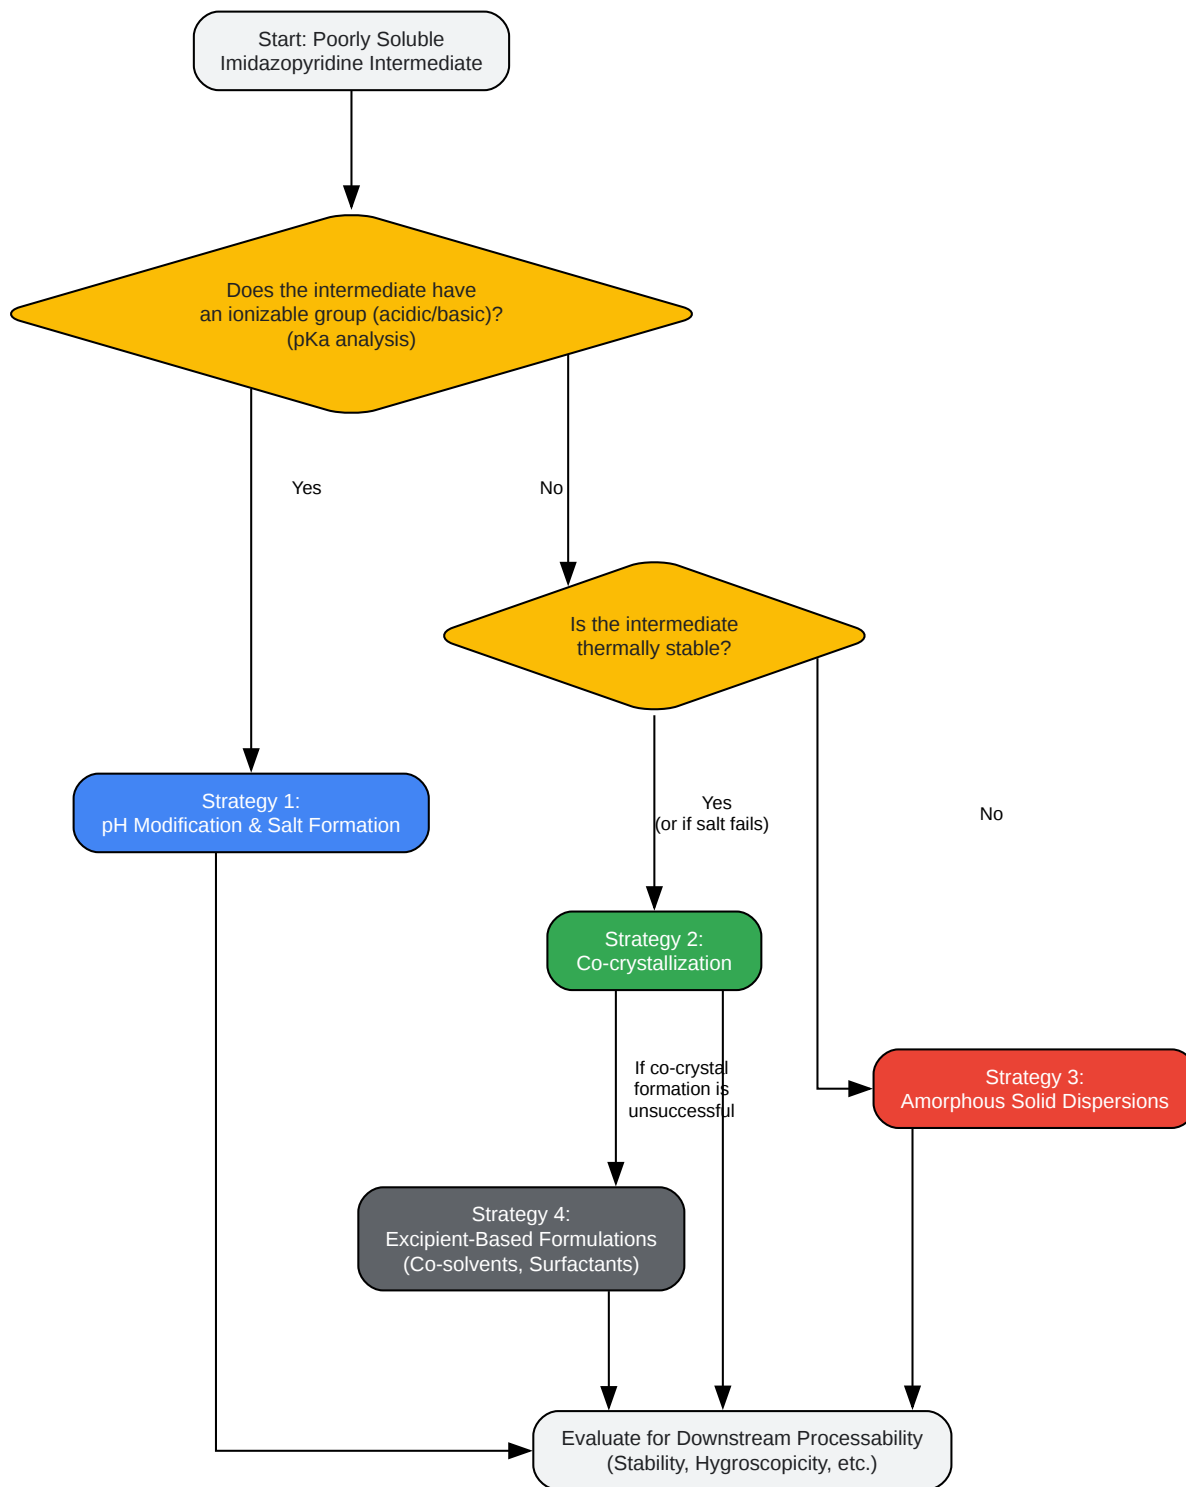 Start: Poorly Soluble
Imidazopyridine Intermediate
Does the intermediate have
an ionizable group (acidic/basic)?
(pKa analysis)
Yes
No
Is the intermediate
thermally stable?
Strategy 1:
pH Modification & Salt Formation
Yes
(or if salt fails)
No
Strategy 2:
Co-crystallization
If co-crystal
formation is
unsuccessful
Strategy 3:
Amorphous Solid Dispersions
Strategy 4:
Excipient-Based Formulations
(Co-solvents, Surfactants)
Evaluate for Downstream Processability
(Stability, Hygroscopicity, etc.)